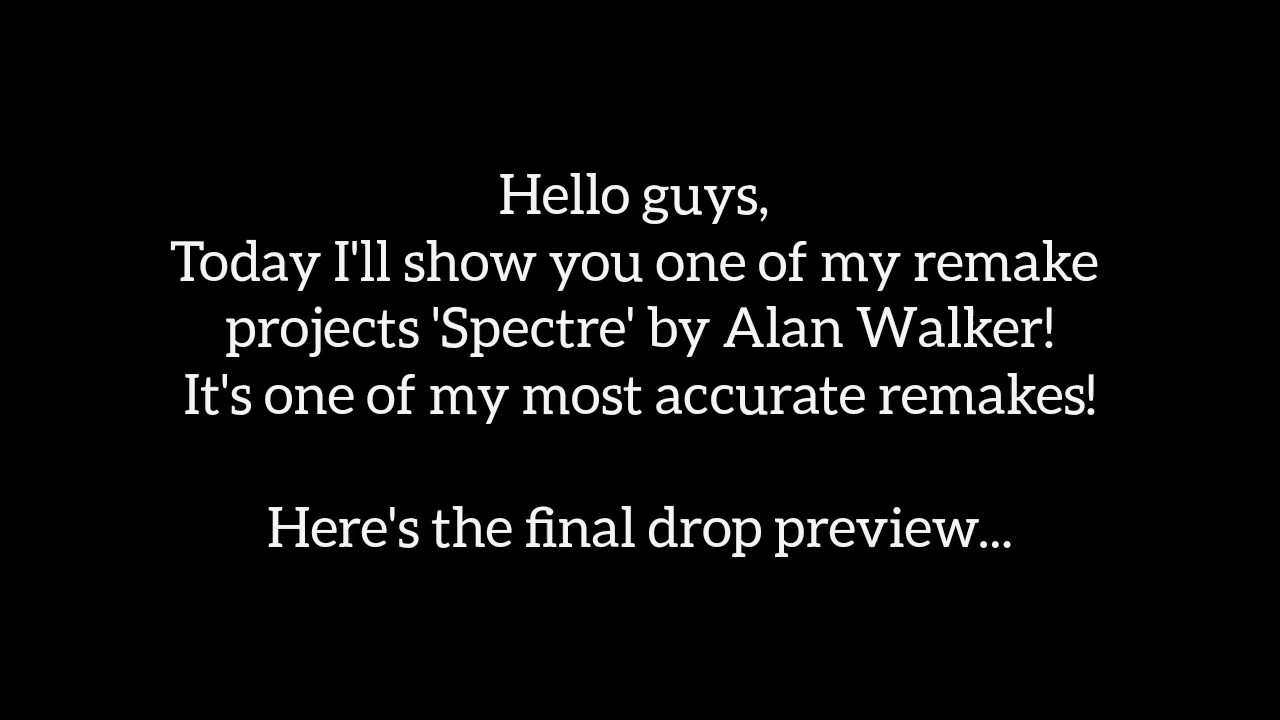 Hello guys,
Today I'll show you one of my remake
projects 'Spectre' by Alan Walker!
It's one of my most accurate remakes!
Here's the final drop preview...